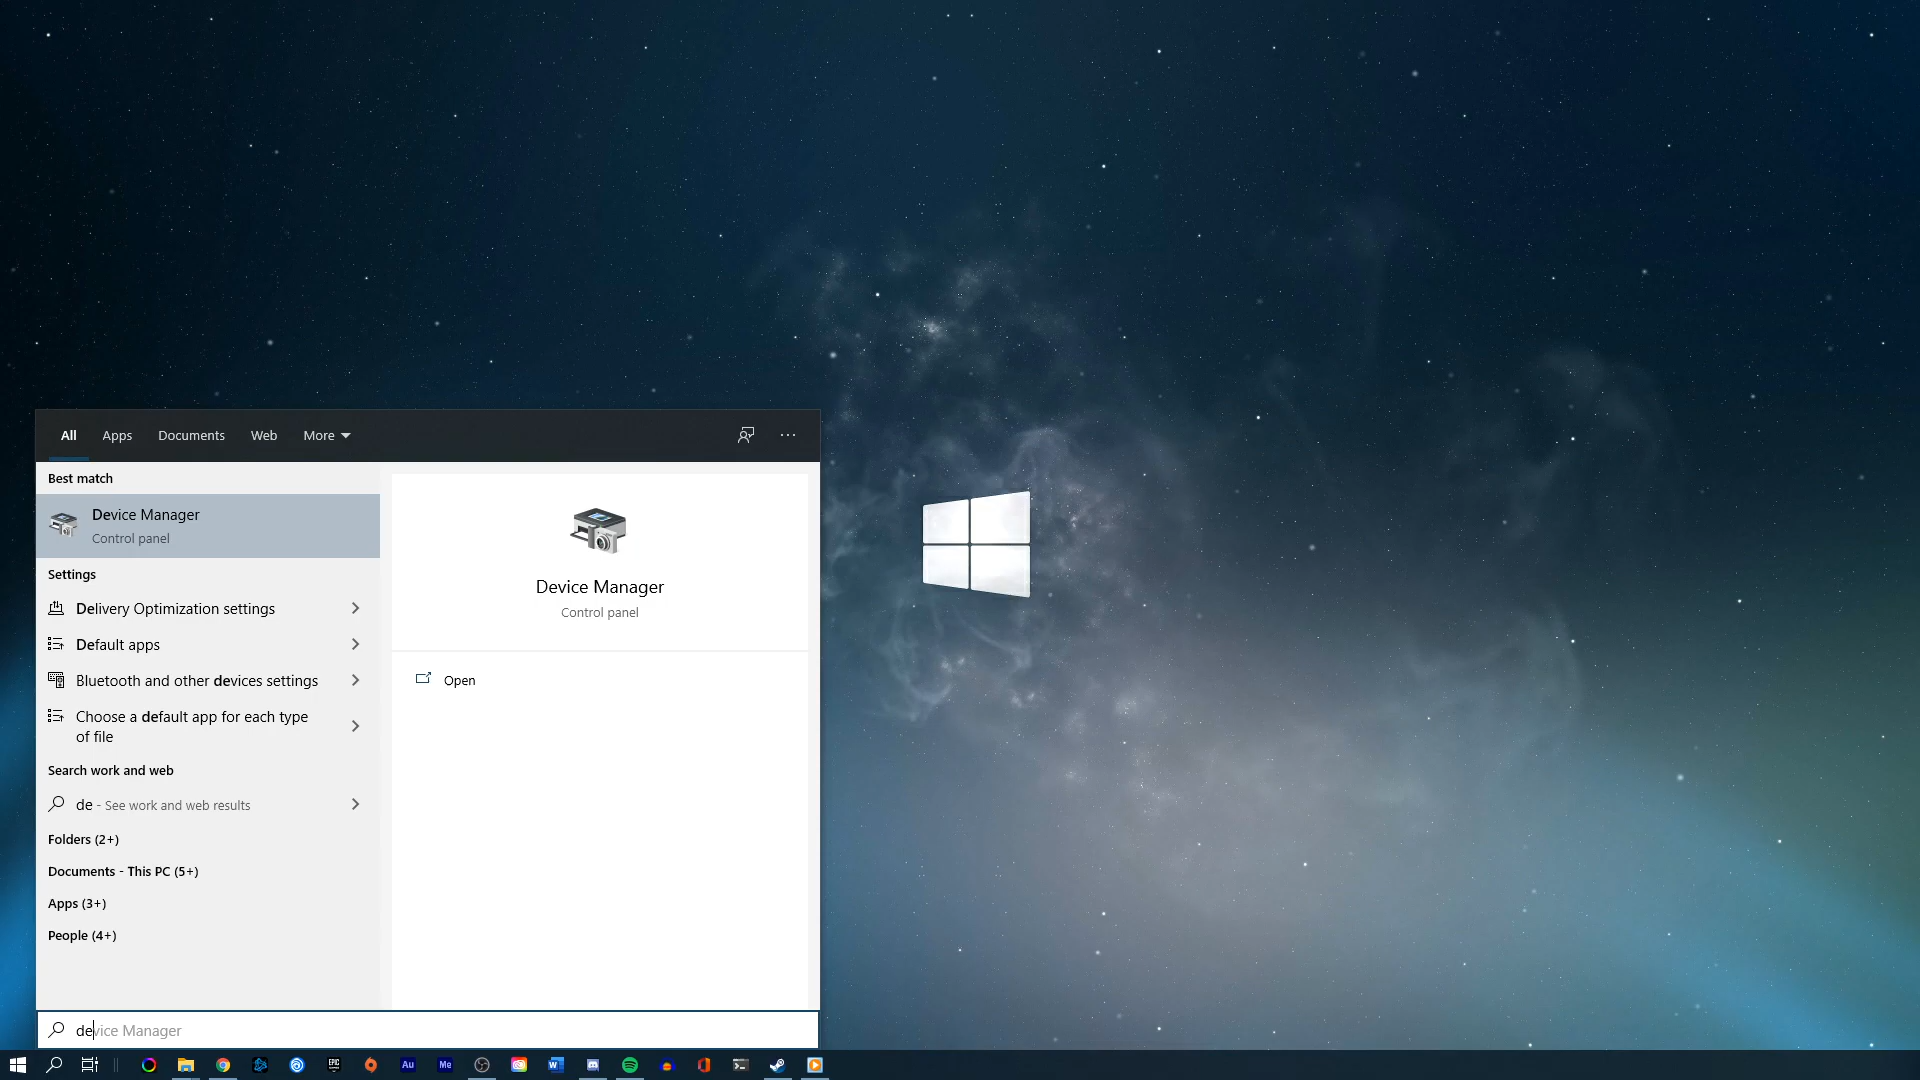 All Apps Documents Web More
Best match
Device Manager
Control panel
Settings
Delivery Optimization settings
Default apps
Bluetooth and other devices settings
Choose a default app for each type
of file
Search work and web
de - See work and web results
Folders (2+)
Documents - This PC (5+)
Apps (3+)
People (4+)
Device Manager
Control panel
Open
device Manager
EPIC
Au
Me
W